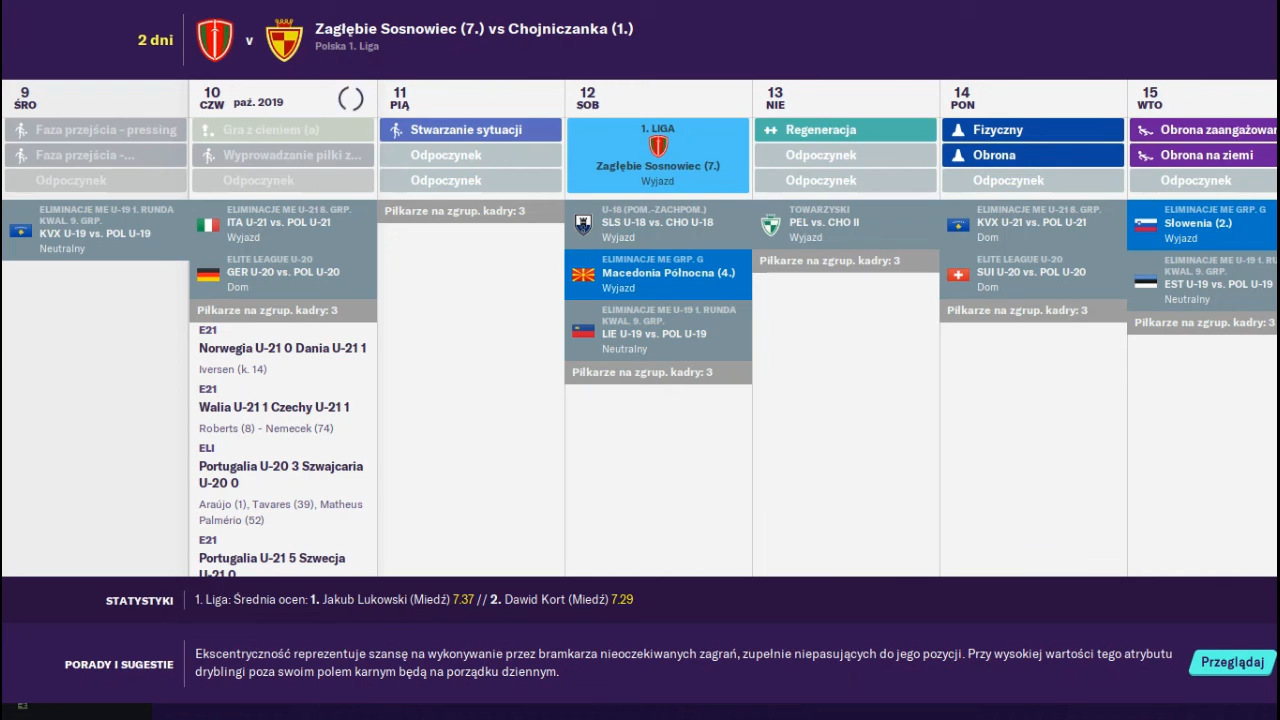 2 dni
v
Zagłębie Sosnowiec (7.) vs Chojniczanka (1.)
Polska 1. Liga
9
ŚRO
Faza przejścia - pressing
Faza przejścia -...
Odpoczynek
ELIMINACJE ME U-19 1. RUNDA
KWAL. 9. GRP.
KVX U-19 vs. POL U-19
Neutralny
10
CZW paź. 2019
Gra z cieniem (a)
Wyprowadzanie piłki z...
Odpoczynek
ELIMINACJE ME U-21 8. GRP.
ITA U-21 vs. POL U-21
Wyjazd
ELITE LEAGUE U-20
GER U-20 vs. POL U-20
Dom
Piłkarze na zgrup. kadry: 3
E21
Norwegia U-21 0 Dania U-21 1
Iversen (k. 14)
E21
Walia U-21 1 Czechy U-21 1
Roberts (8) - Nemecek (74)
ELI
Portugalia U-20 3 Szwajcaria
U-20 0
Araújo (1), Tavares (39), Matheus
Palmério (52)
E21
Portugalia U-21 5 Szwecja
U-21 0
11
PIĄ
Stwarzanie sytuacji
Odpoczynek
Odpoczynek
Piłkarze na zgrup. kadry: 3
12
SOB
1. LIGA
Zagłębie Sosnowiec (7.)
Wyjazd
U-18 (POM.-ZACHPOM.)
SLS U-18 vs. CHO U-18
Wyjazd
ELIMINACJE ME GRP. G
Macedonia Północna (4.)
Wyjazd
ELIMINACJE ME U-19 1. RUNDA
KWAL. 9. GRP.
LIE U-19 vs. POL U-19
Neutralny
Piłkarze na zgrup. kadry: 3
13
NIE
Regeneracja
Odpoczynek
Odpoczynek
TOWARZYSKI
PEL vs. CHO II
Wyjazd
Piłkarze na zgrup. kadry: 3
14
PON
Fizyczny
Obrona
Odpoczynek
ELIMINACJE ME U-21 8. GRP.
KVX U-21 vs. POL U-21
Dom
ELITE LEAGUE U-20
SUI U-20 vs. POL U-20
Dom
Piłkarze na zgrup. kadry: 3
15
WTO
Obrona zaangażowan
Obrona na ziemi
Odpoczynek
ELIMINACJE ME GRP. G
Słowenia (2.)
Wyjazd
ELIMINACJE ME U-19 1. RU
KWAL. 9. GRP.
EST U-19 vs. POL U-19
Neutralny
Piłkarze na zgrup. kadry: 3
STATYSTYKI
1. Liga: Średnia ocen: 1. Jakub Lukowski (Miedź) 7.37 // 2. Dawid Kort (Miedź) 7.29
PORADY I SUGESTIE
Ekscentryczność reprezentuje szansę na wykonywanie przez bramkarza nieoczekiwanych zagrań, zupełnie niepasujących do jego pozycji. Przy wysokiej wartości tego atrybutu
dryblingi poza swoim polem karnym będą na porządku dziennym.
Przeglądaj